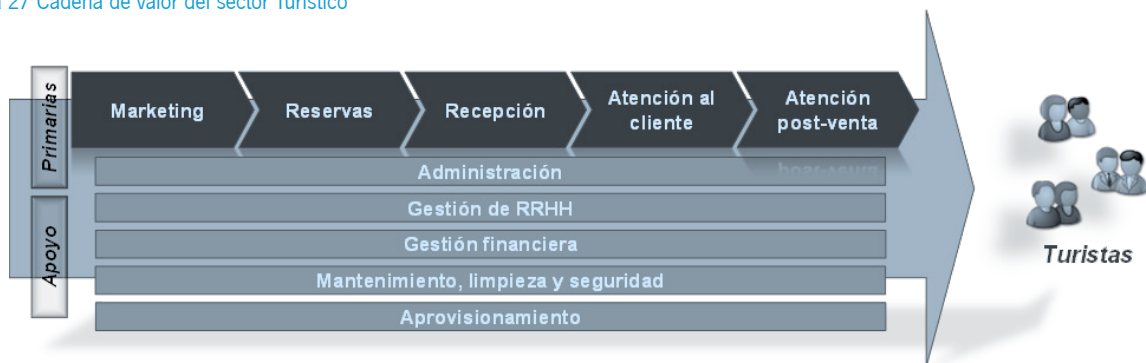 27 Cadena de valor del sector Turístico
Primarias
Marketing
Reservas
Recepción
Atención al
cliente
Atención
post-venta
Apoyo
Administración
Gestión de RRHH
Gestión financiera
Mantenimiento, limpieza y seguridad
Aprovisionamiento
Turistas